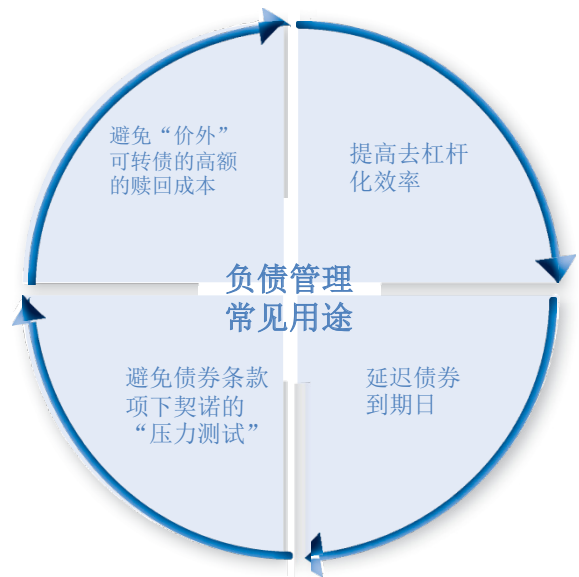 避免“价外”
可转债的高额
的赎回成本
提高去杠杆
化效率
负债管理
常见用途
避免债券条款
项下契诺的
“压力测试”
延迟债券
到期日